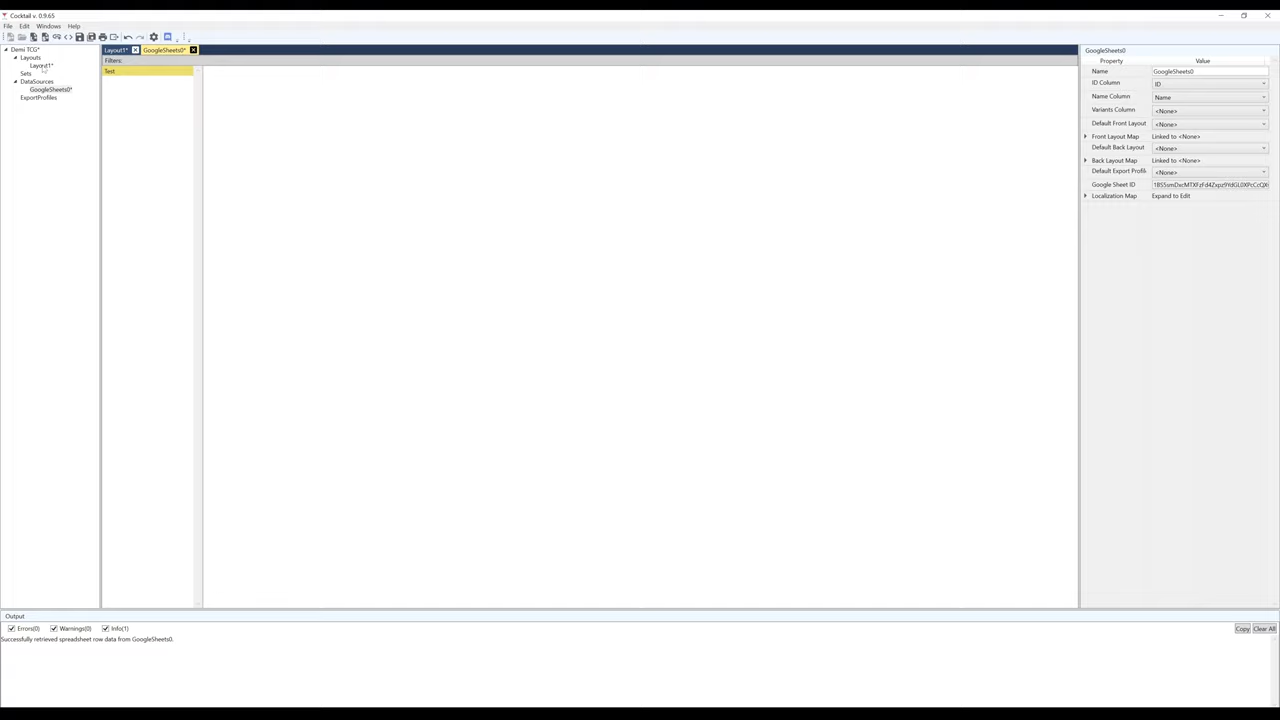 Cocktail v. 0.9.65
File Edit Windows Help
Demi TCG*
Layouts
Layout1*
Sets
DataSources
GoogleSheets0*
ExportProfiles
Layout1* GoogleSheets0*
Filters:
Test
GoogleSheets0
Property Value
Name GoogleSheets0
ID Column ID
Name Column Name
Variants Column <None>
Default Front Layout <None>
Front Layout Map Linked to <None>
Default Back Layout <None>
Back Layout Map Linked to <None>
Default Export Profil <None>
Google Sheet ID
Localization Map Expand to Edit
Output
Errors(0) Warnings(0) Info(1) Copy Clear All
Successfully retrieved spreadsheet row data from GoogleSheets0.